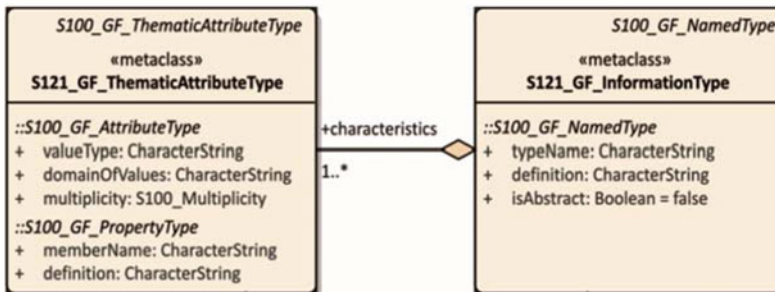 S100_GF_ThematicAttributeType
«metaclass»
S121_GF_ThematicAttributeType
::S100_GF_AttributeType
+ valueType: CharacterString
+ domainOfValues: CharacterString
+ multiplicity: S100_Multiplicity
::S100_GF_PropertyType
+ memberName: CharacterString
+ definition: CharacterString
+characteristics
1..*
S100_GF_NamedType
«metaclass»
S121_GF_InformationType
::S100_GF_NamedType
+ typeName: CharacterString
+ definition: CharacterString
+ isAbstract: Boolean = false